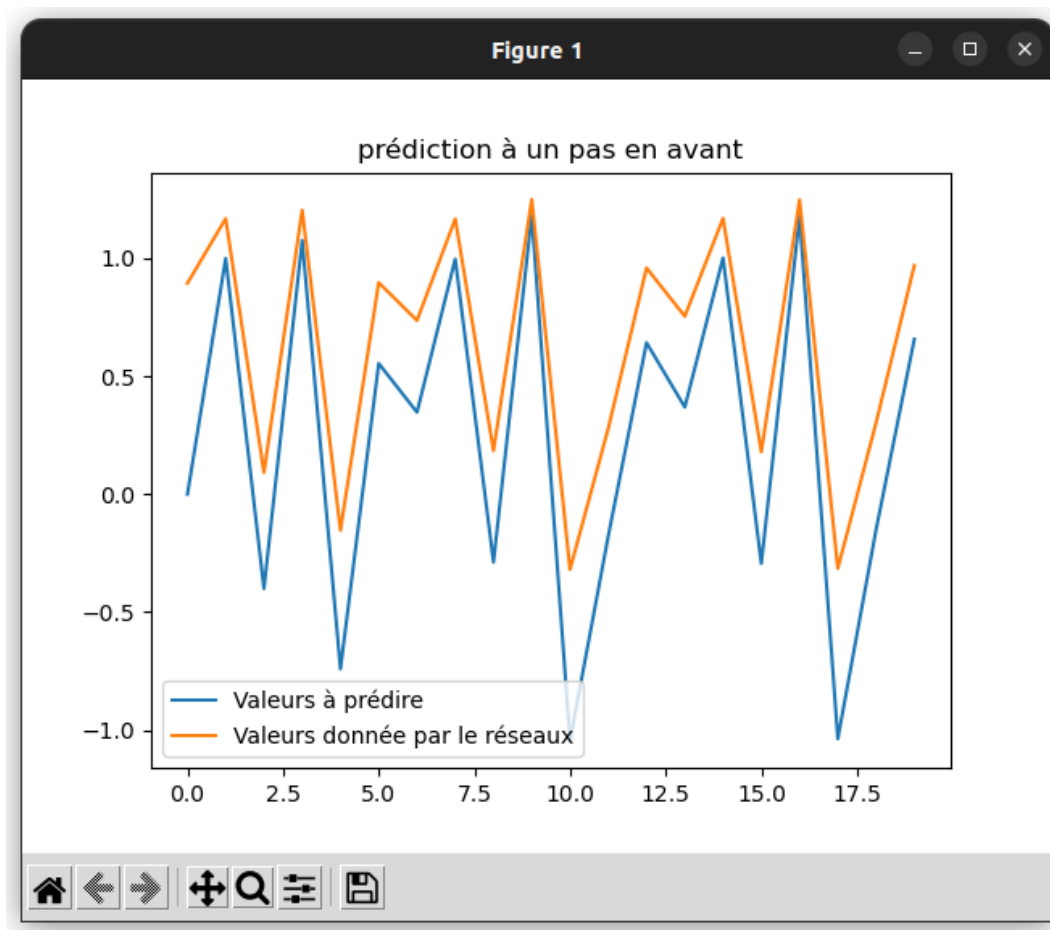 Figure 1
prédiction à un pas en avant
1.0
0.5
0.0
−0.5
−1.0
Valeurs à prédire
Valeurs donnée par le réseaux
0.0 2.5 5.0 7.5 10.0 12.5 15.0 17.5